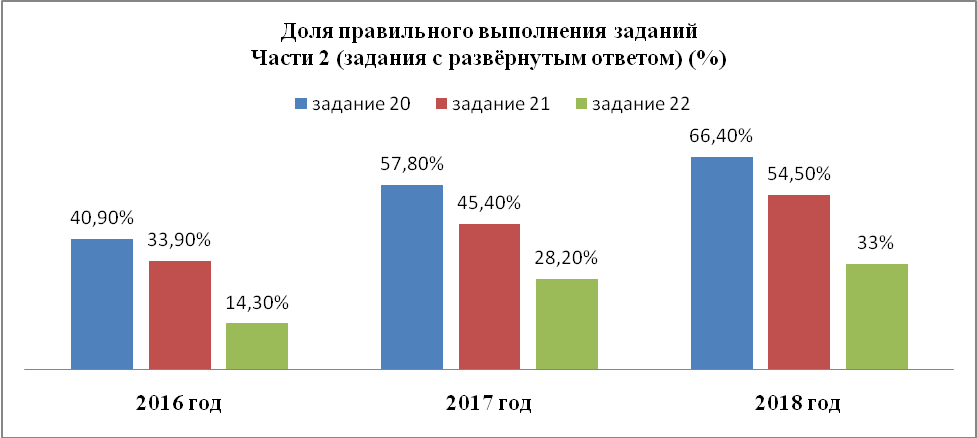 Доля правильного выполнения заданий
Части 2 (задания с развёрнутым ответом) (%)
задание 20 задание 21 задание 22
40,90% 33,90% 14,30%
57,80% 45,40% 28,20%
66,40% 54,50% 33%
2016 год 2017 год 2018 год